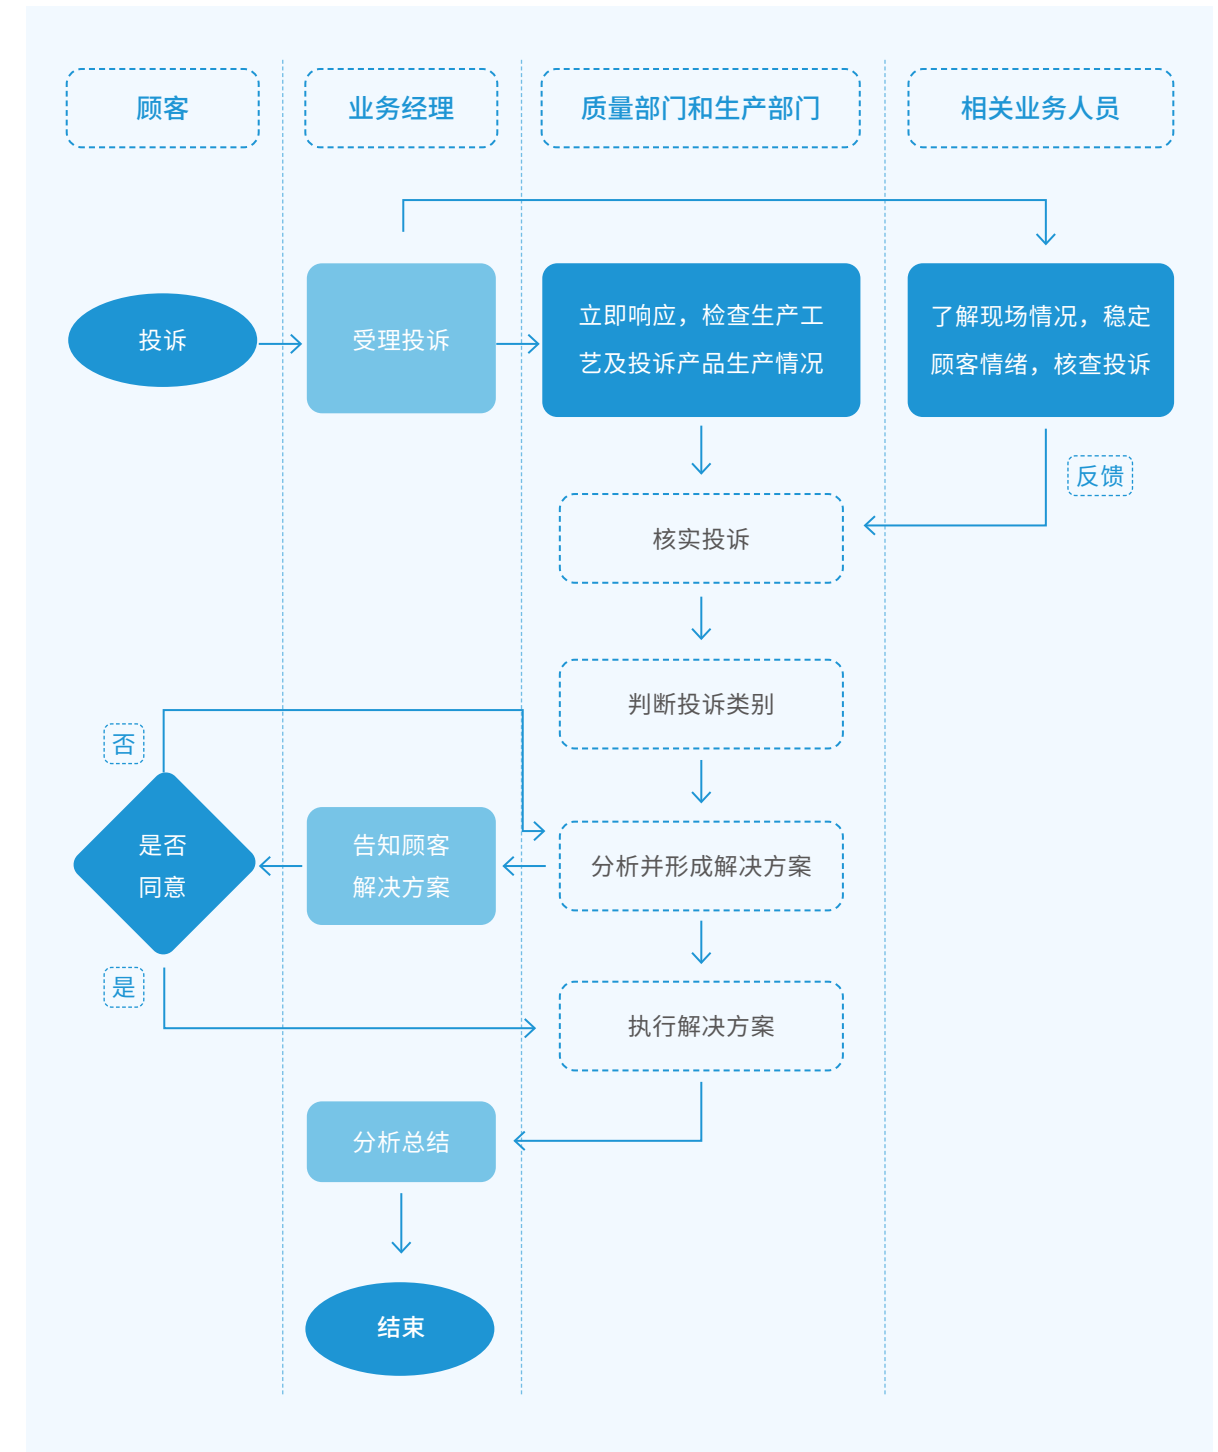 顾客
业务经理
质量部门和生产部门
相关业务人员
投诉
受理投诉
立即响应，检查生产工
艺及投诉产品生产情况
了解现场情况，稳定
顾客情绪，核查投诉
反馈
核实投诉
判断投诉类别
否
是否
同意
告知顾客
解决方案
分析并形成解决方案
是
执行解决方案
分析总结
结束